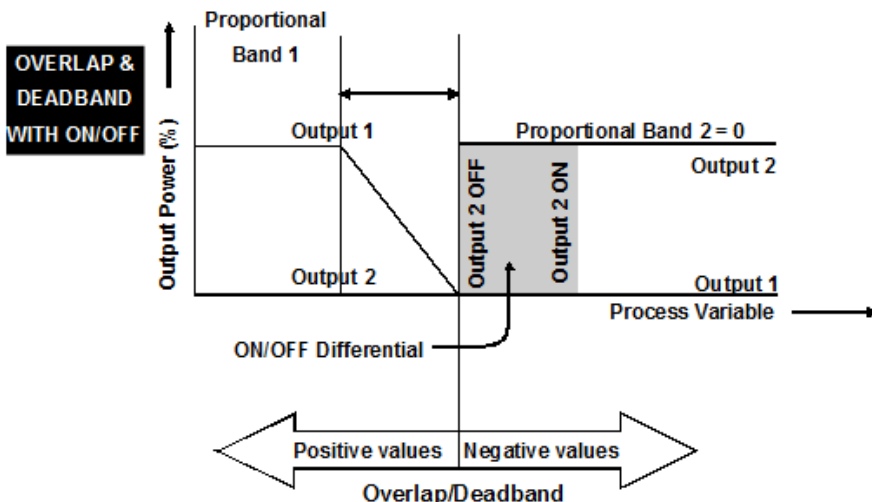 OVERLAP &
DEADBAND
WITH ON/OFF
Output Power (%)
Proportional
Band 1
Output 1
Proportional Band 2 = 0
Output 2
Output 2 OFF
Output 2 ON
Output 2
Output 1
Process Variable
ON/OFF Differential
Positive values
Negative values
Overlap/Deadband